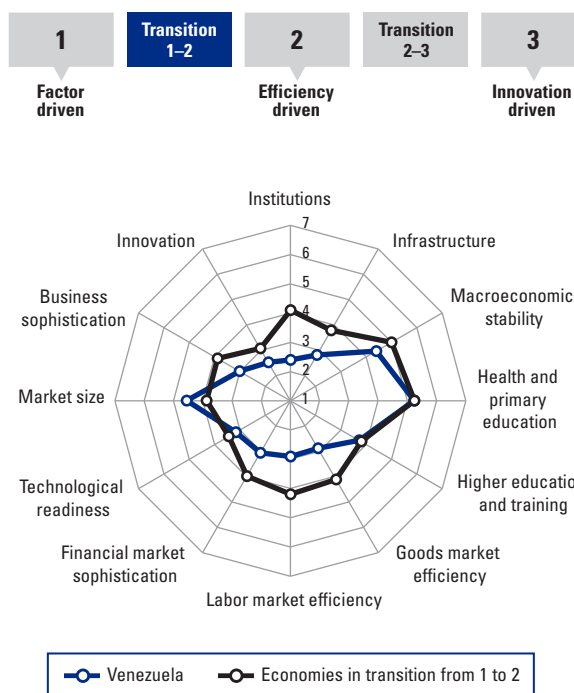 1
Transition
1–2
2
Transition
2–3
3
Factor
driven
Efficiency
driven
Innovation
driven
Institutions
7
6
5
4
3
2
1
Infrastructure
Macroeconomic
stability
Health and
primary
education
Higher educatio
and training
Goods market
efficiency
Labor market efficiency
Financial market
sophistication
Technological
readiness
Market size
Business
sophistication
Innovation
Venezuela
Economies in transition from 1 to 2